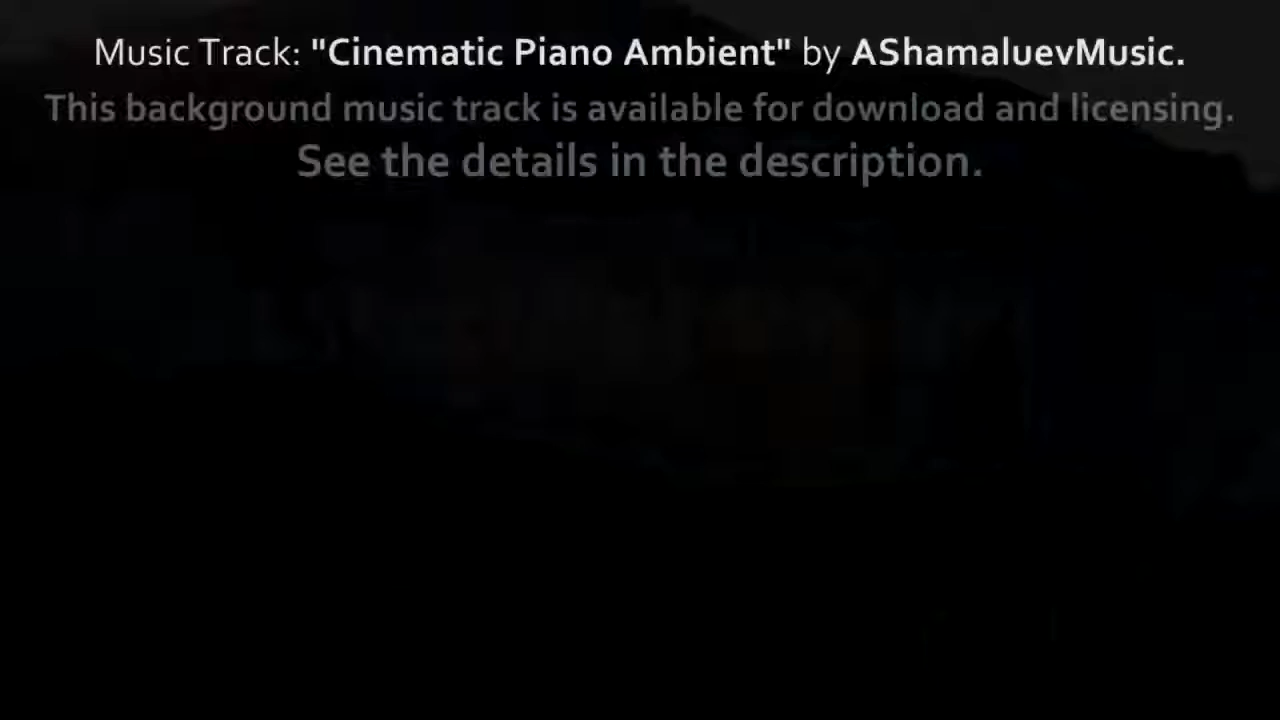 Music Track: "Cinematic Piano Ambient" by AShamaluevMusic.
This background music track is available for download and licensing.
See the details in the description.